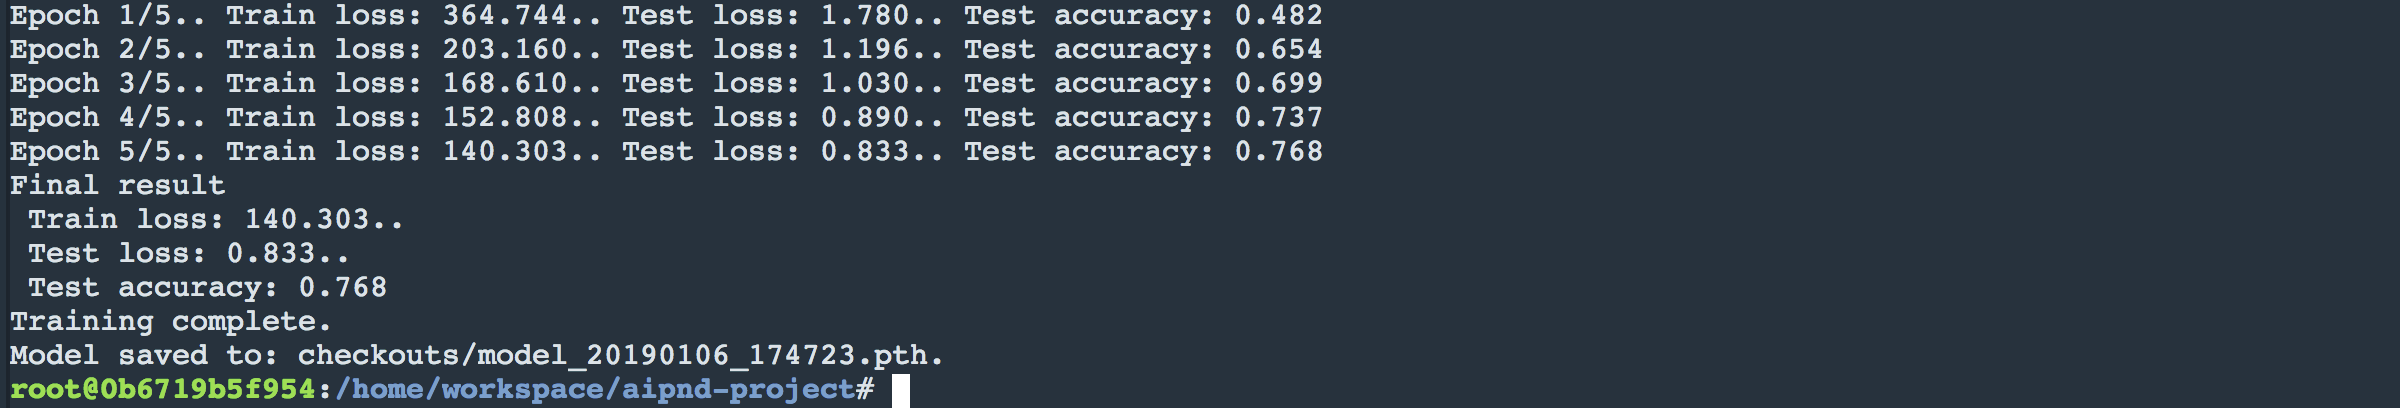 Epoch 1/5.. Train loss: 364.744.. Test loss: 1.780.. Test accuracy: 0.482
Epoch 2/5.. Train loss: 203.160.. Test loss: 1.196.. Test accuracy: 0.654
Epoch 3/5.. Train loss: 168.610.. Test loss: 1.030.. Test accuracy: 0.699
Epoch 4/5.. Train loss: 152.808.. Test loss: 0.890.. Test accuracy: 0.737
Epoch 5/5.. Train loss: 140.303.. Test loss: 0.833.. Test accuracy: 0.768
Final result
 Train loss: 140.303..
 Test loss: 0.833..
 Test accuracy: 0.768
Training complete.
Model saved to: checkouts/model_20190106_174723.pth.
root@0b6719b5f954:/home/workspace/aipnd-project#